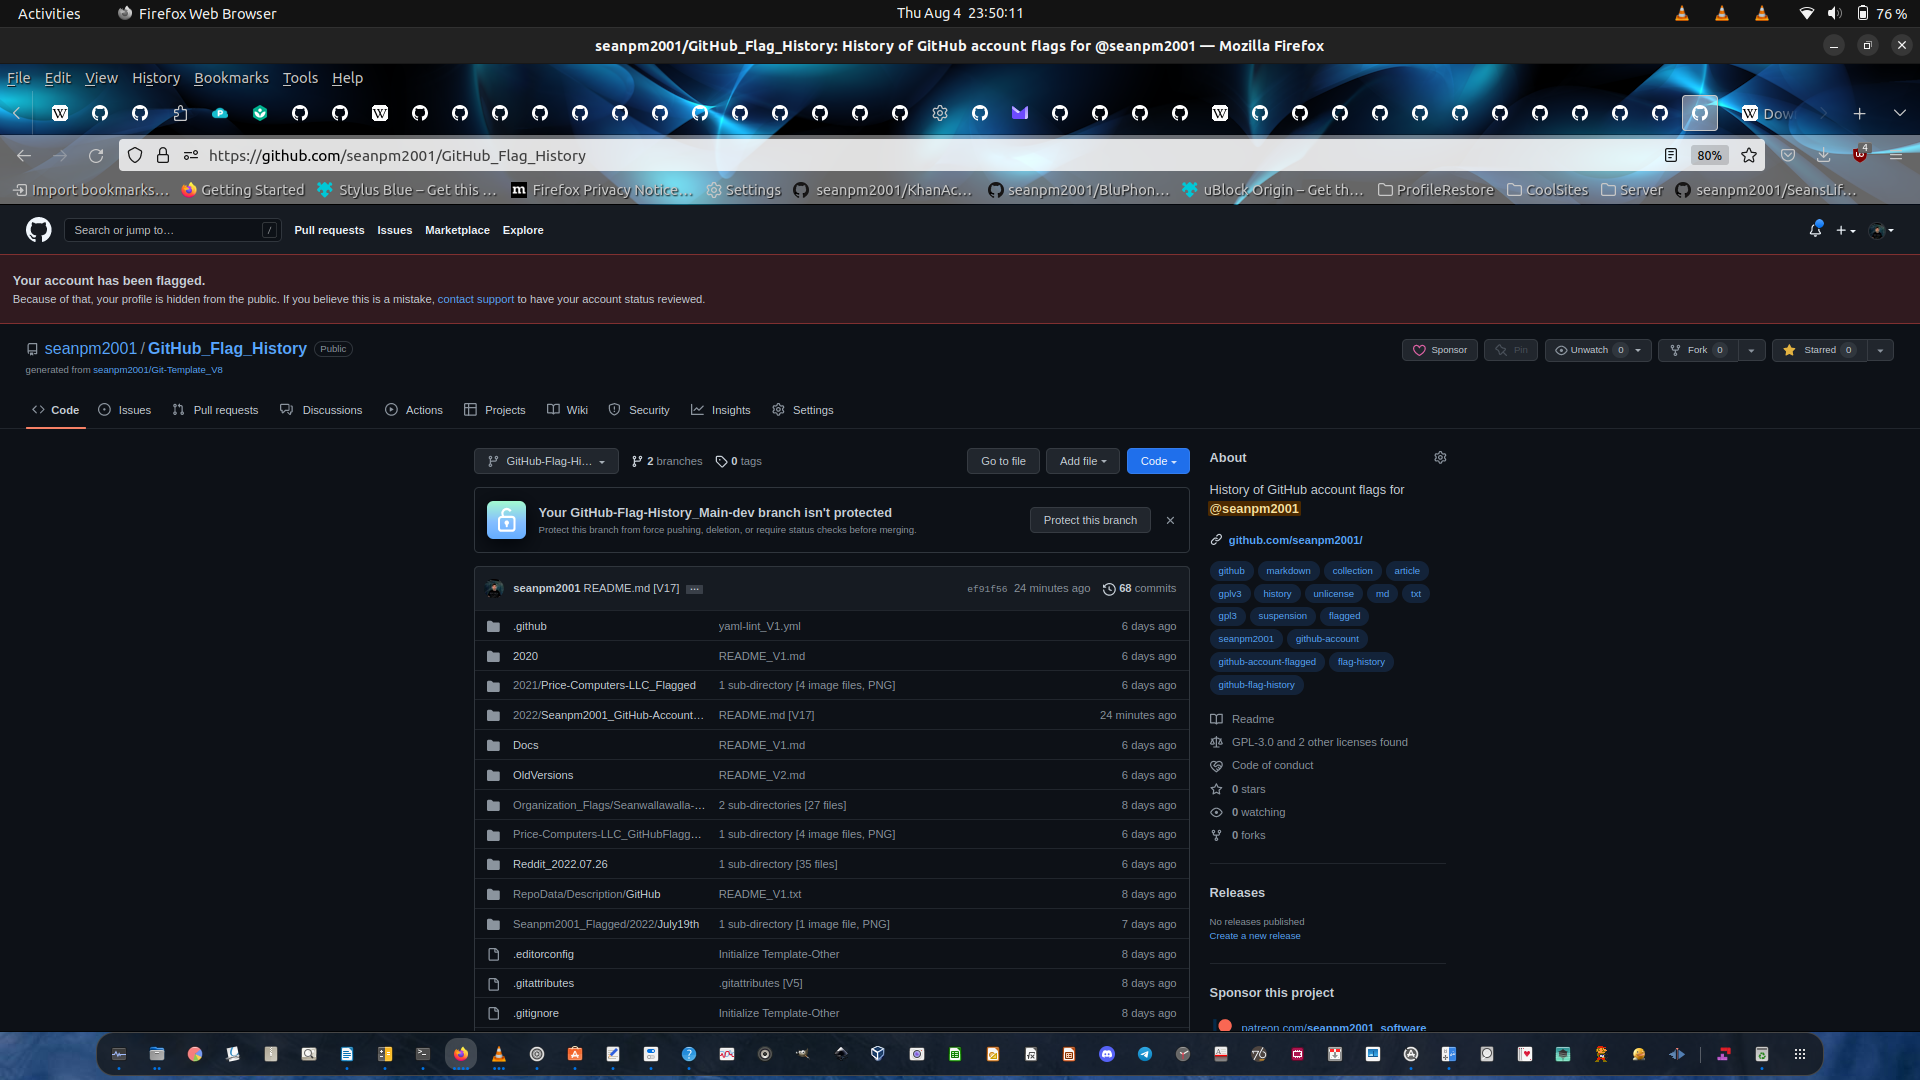 Activities
Firefox Web Browser
Thu Aug 4 23:50:11
76 %
seanpm2001/GitHub_Flag_History: History of GitHub account flags for @seanpm2001 — Mozilla Firefox
File Edit View History Bookmarks Tools Help
Dow
https://github.com/seanpm2001/GitHub_Flag_History
80%
4
Import bookmarks…
Getting Started
Stylus Blue – Get this …
Firefox Privacy Notice…
Settings
seanpm2001/KhanAc…
seanpm2001/BluPhon…
uBlock Origin – Get th…
ProfileRestore
CoolSites
Server
seanpm2001/SeansLif…
Search or jump to…
/
Pull requests
Issues
Marketplace
Explore
Your account has been flagged.
Because of that, your profile is hidden from the public. If you believe this is a mistake, contact support to have your account status reviewed.
seanpm2001 / GitHub_Flag_History
Public
generated from seanpm2001/Git-Template_V8
Sponsor
Pin
Unwatch 0
Fork 0
Starred 0
Code
Issues
Pull requests
Discussions
Actions
Projects
Wiki
Security
Insights
Settings
GitHub-Flag-Hi…
2 branches
0 tags
Go to file
Add file
Code
Your GitHub-Flag-History_Main-dev branch isn't protected
Protect this branch from force pushing, deletion, or require status checks before merging.
Protect this branch
seanpm2001 README.md [V17]
ef91f56 24 minutes ago
68 commits
.github yaml-lint_V1.yml 6 days ago
2020 README_V1.md 6 days ago
2021/Price-Computers-LLC_Flagged 1 sub-directory [4 image files, PNG] 6 days ago
2022/Seanpm2001_GitHub-Account… README.md [V17] 24 minutes ago
Docs README_V1.md 6 days ago
OldVersions README_V2.md 6 days ago
Organization_Flags/Seanwallawalla-… 2 sub-directories [27 files] 8 days ago
Price-Computers-LLC_GitHubFlagg… 1 sub-directory [4 image files, PNG] 6 days ago
Reddit_2022.07.26 1 sub-directory [35 files] 6 days ago
RepoData/Description/GitHub README_V1.txt 8 days ago
Seanpm2001_Flagged/2022/July19th 1 sub-directory [1 image file, PNG] 7 days ago
.editorconfig Initialize Template-Other 8 days ago
.gitattributes .gitattributes [V5] 8 days ago
.gitignore Initialize Template-Other 8 days ago
About
History of GitHub account flags for
@seanpm2001
github.com/seanpm2001/
github markdown collection article
gplv3 history unlicense md txt
gpl3 suspension flagged
seanpm2001 github-account
github-account-flagged flag-history
github-flag-history
Readme
GPL-3.0 and 2 other licenses found
Code of conduct
0 stars
0 watching
0 forks
Releases
No releases published
Create a new release
Sponsor this project
patreon.com/seanpm2001_software